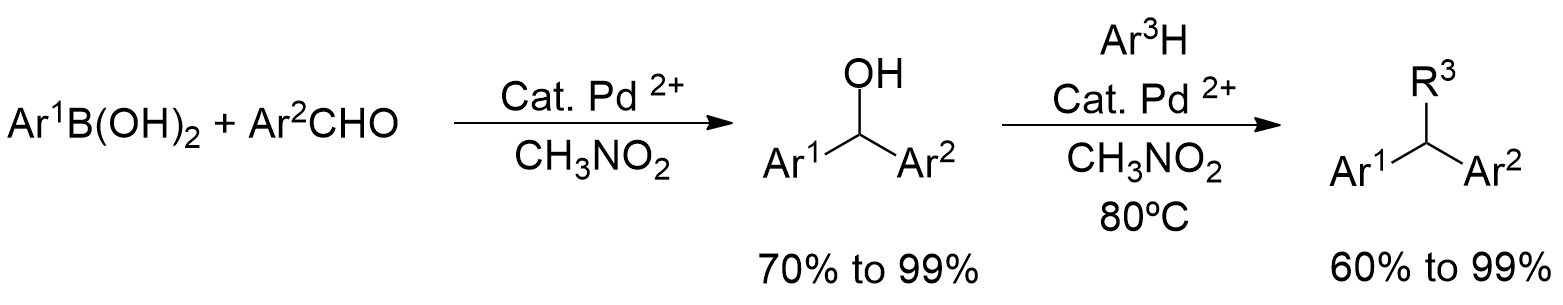 Ar¹B(OH)₂ + Ar²CHO
Cat. Pd ²⁺
CH₃NO₂
OH
Ar¹ Ar²
70% to 99%
Ar³H
Cat. Pd ²⁺
CH₃NO₂
80ºC
R³
Ar¹ Ar²
60% to 99%